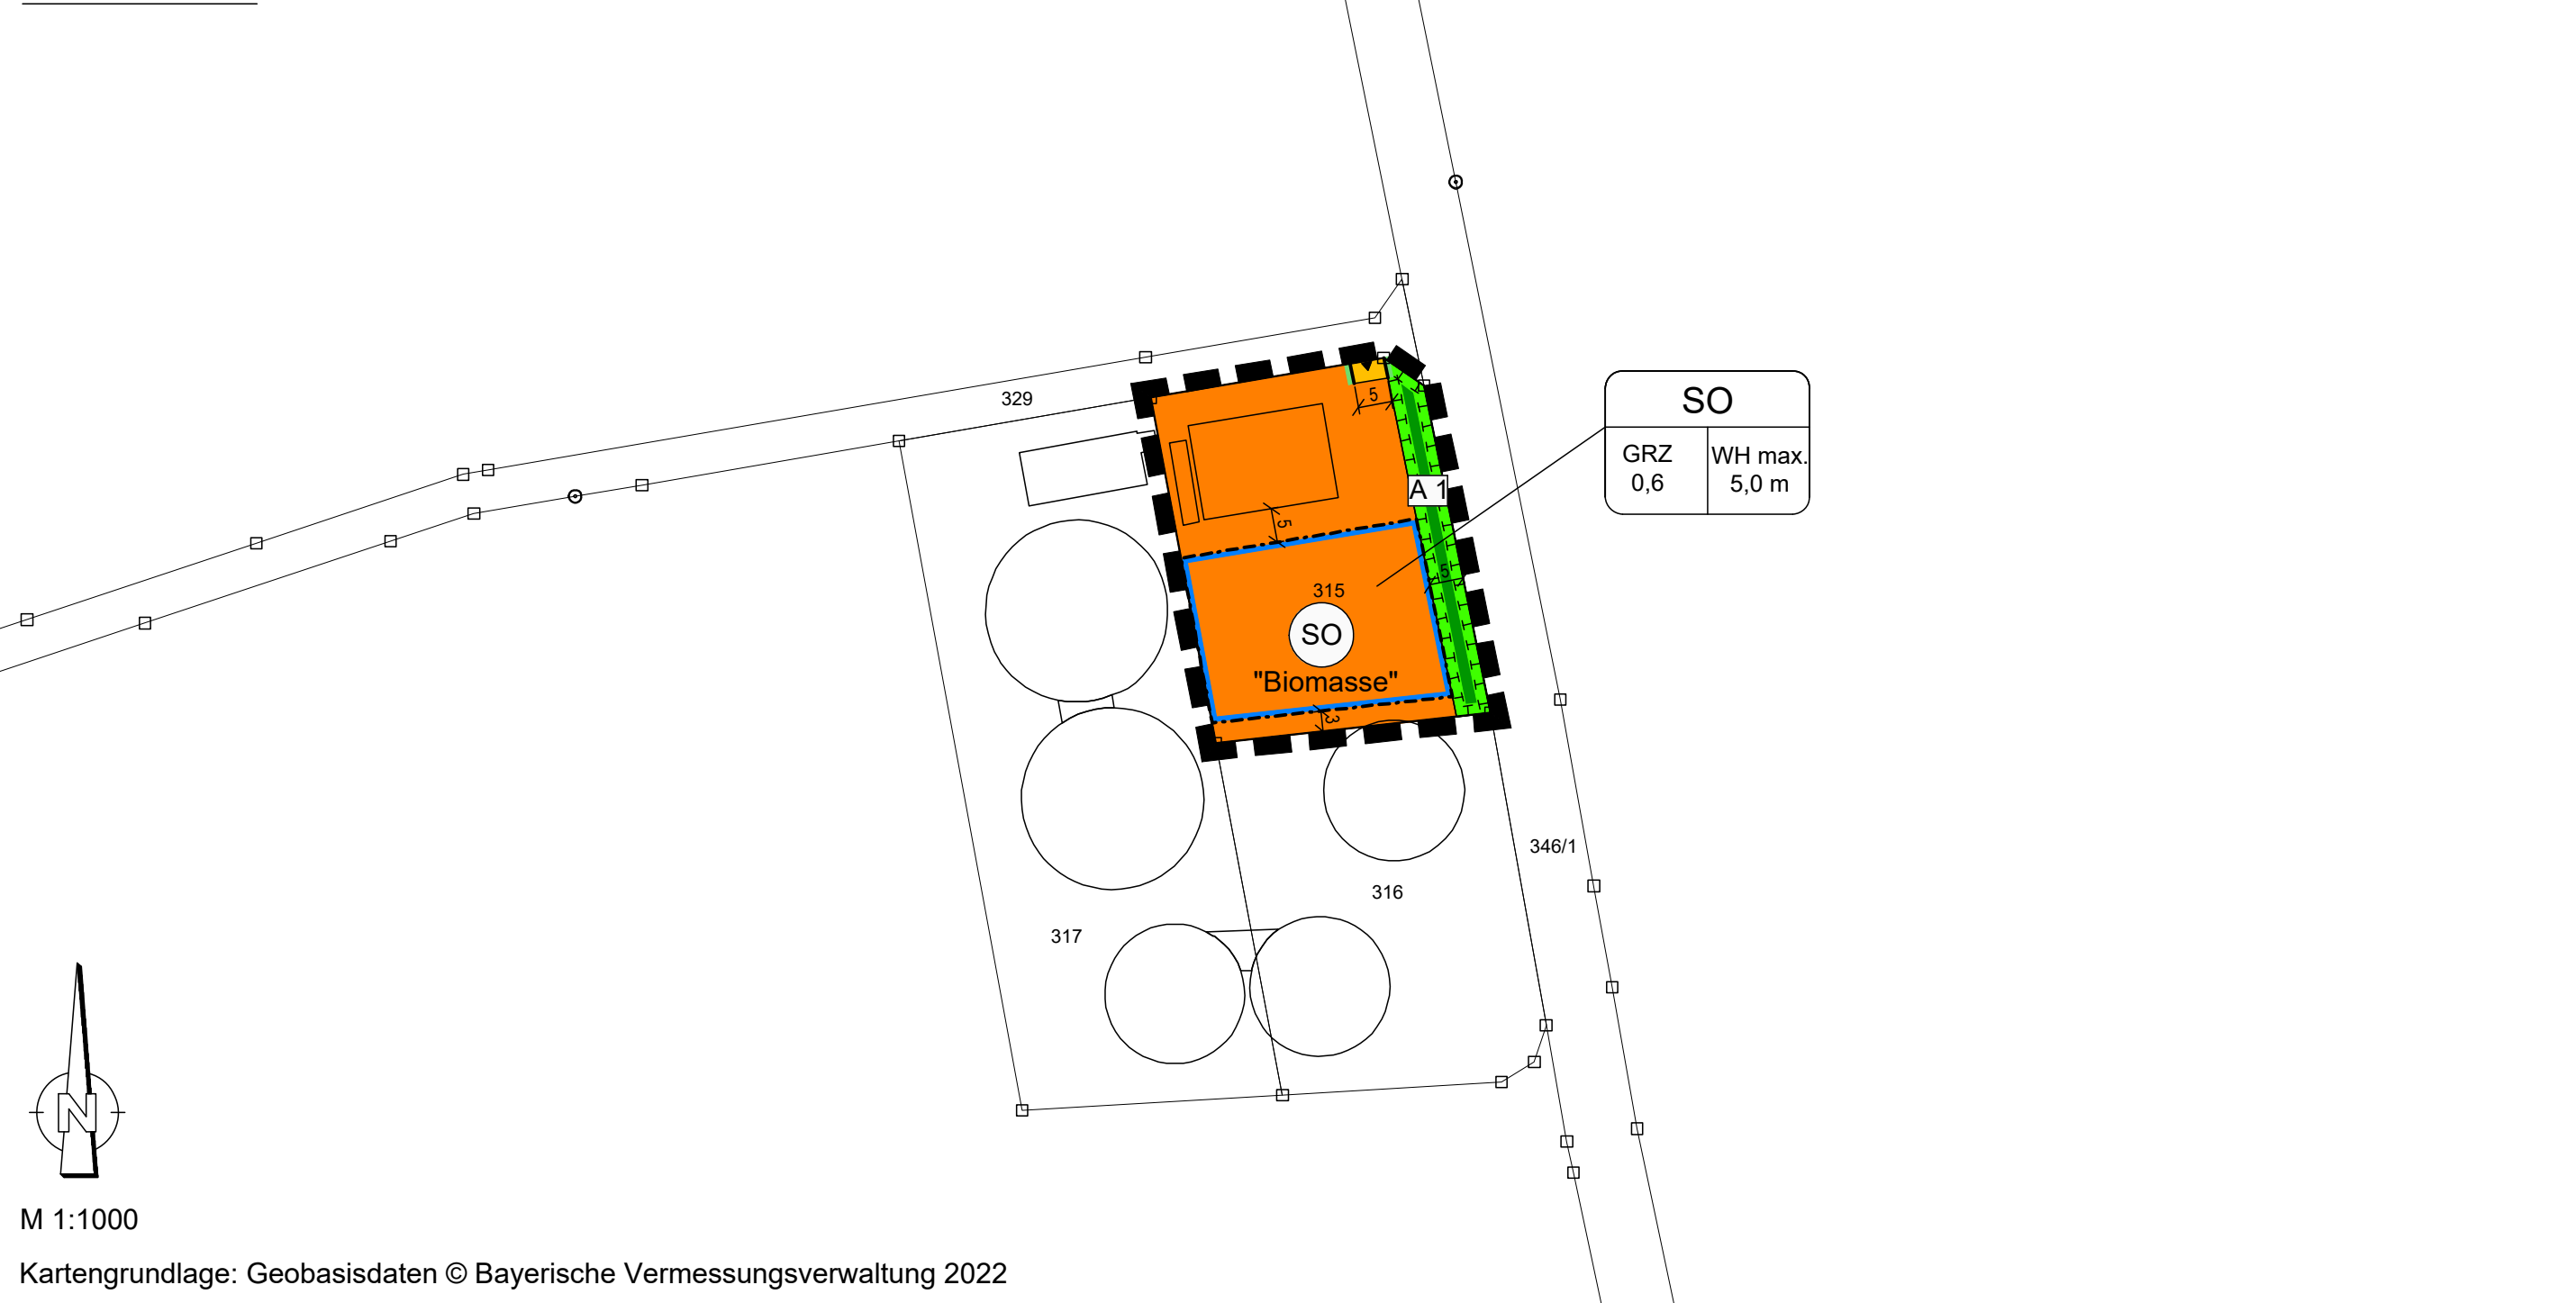 329
5
SO
GRZ
0,6
WH max.
5,0 m
A 1
5
5
315
SO
"Biomasse"
3
346/1
316
317
N
M 1:1000
Kartengrundlage: Geobasisdaten © Bayerische Vermessungsverwaltung 2022